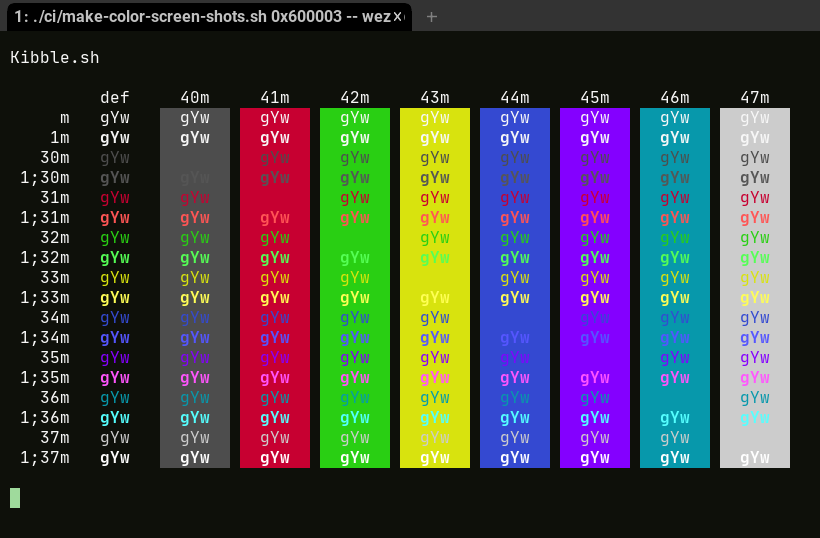 1: ./ci/make-color-screen-shots.sh 0x600003 -- wez
Kibble.sh
def 40m 41m 42m 43m 44m 45m 46m 47m
m gYw gYw gYw gYw gYw gYw gYw gYw gYw
1m gYw gYw gYw gYw gYw gYw gYw gYw gYw
30m gYw gYw gYw gYw gYw gYw gYw gYw
1;30m gYw gYw gYw gYw gYw gYw gYw gYw gYw
31m gYw gYw gYw gYw gYw gYw gYw gYw
1;31m gYw gYw gYw gYw gYw gYw gYw gYw gYw
32m gYw gYw gYw gYw gYw gYw gYw gYw
1;32m gYw gYw gYw gYw gYw gYw gYw gYw gYw
33m gYw gYw gYw gYw gYw gYw gYw gYw
1;33m gYw gYw gYw gYw gYw gYw gYw gYw gYw
34m gYw gYw gYw gYw gYw gYw gYw gYw
1;34m gYw gYw gYw gYw gYw gYw gYw gYw gYw
35m gYw gYw gYw gYw gYw gYw gYw gYw
1;35m gYw gYw gYw gYw gYw gYw gYw gYw gYw
36m gYw gYw gYw gYw gYw gYw gYw gYw
1;36m gYw gYw gYw gYw gYw gYw gYw gYw gYw
37m gYw gYw gYw gYw gYw gYw gYw gYw
1;37m gYw gYw gYw gYw gYw gYw gYw gYw gYw